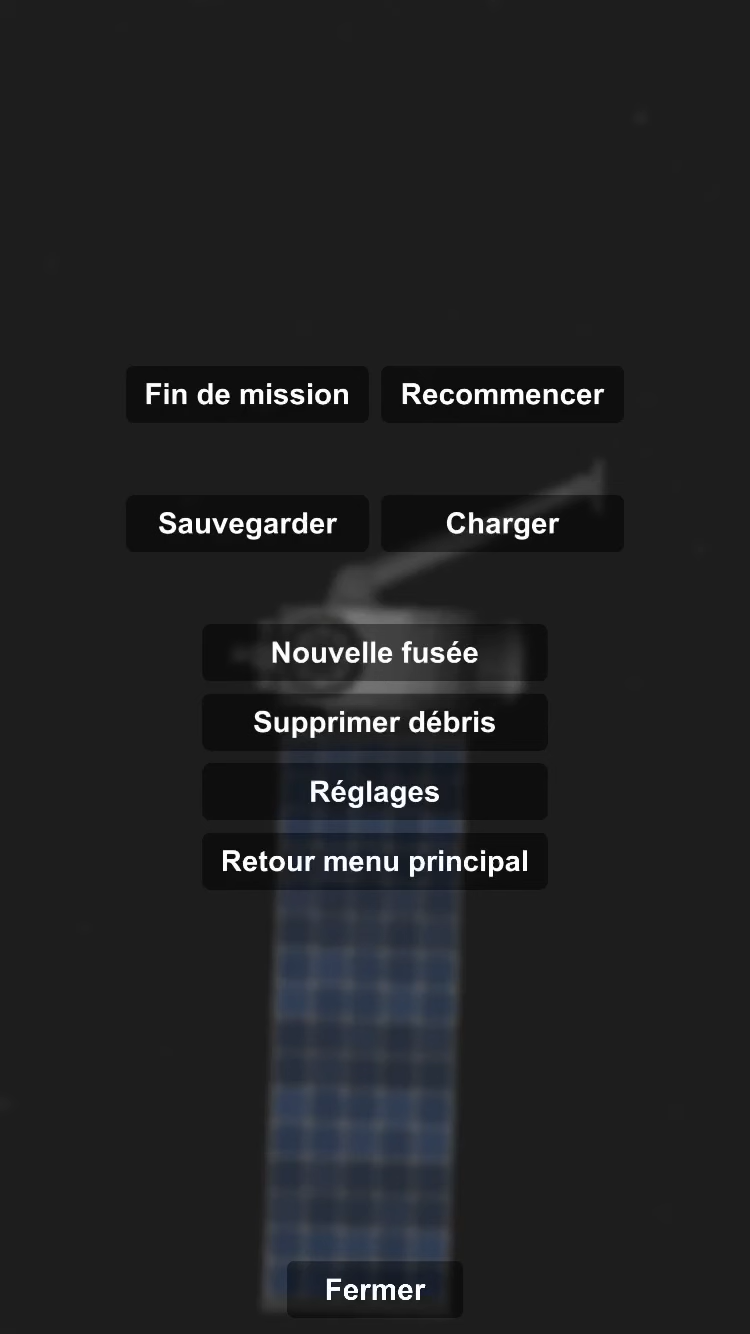 Fin de mission
Recommencer
Sauvegarder
Charger
Nouvelle fusée
Supprimer débris
Réglages
Retour menu principal
Fermer